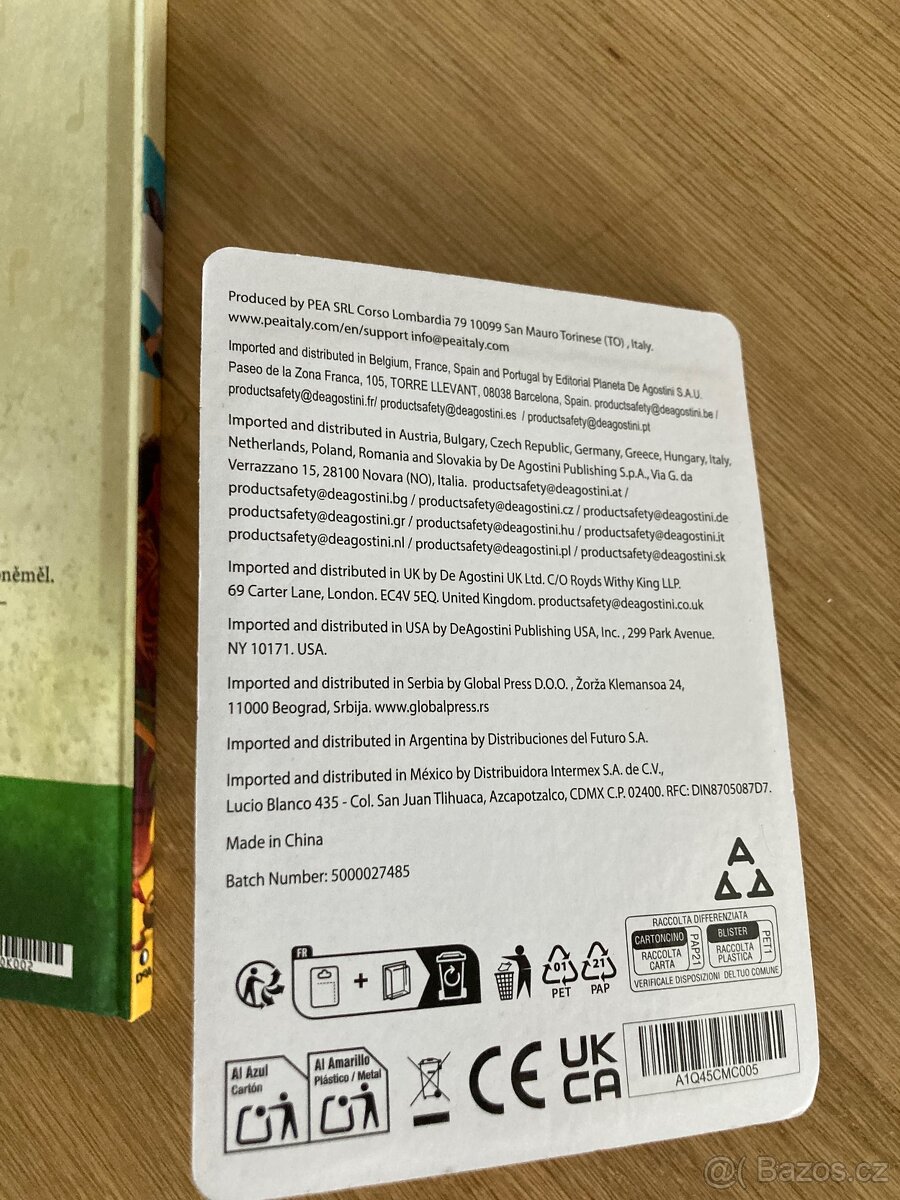 Produced by PEA SRL Corso Lombardia 79 10099 San Mauro Torinese (TO) , Italy.
www.peaitaly.com/en/support info@peaitaly.com
Imported and distributed in Belgium, France, Spain and Portugal by Editorial Planeta De Agostini S.A.U.
Paseo de la Zona Franca, 105, TORRE LLEVANT, 08038 Barcelona, Spain. productsafety@deagostini.be /
productsafety@deagostini.fr/ productsafety@deagostini.es / productsafety@deagostini.pt
Imported and distributed in Austria, Bulgary, Czech Republic, Germany, Greece, Hungary, Italy,
Netherlands, Poland, Romania and Slovakia by De Agostini Publishing S.p.A., Via G. da
Verrazzano 15, 28100 Novara (NO), Italia. productsafety@deagostini.at /
productsafety@deagostini.bg / productsafety@deagostini.cz / productsafety@deagostini.de
productsafety@deagostini.gr / productsafety@deagostini.hu / productsafety@deagostini.it
productsafety@deagostini.nl / productsafety@deagostini.pl / productsafety@deagostini.sk
Imported and distributed in UK by De Agostini UK Ltd. C/O Royds Withy King LLP.
69 Carter Lane, London. EC4V 5EQ. United Kingdom. productsafety@deagostini.co.uk
Imported and distributed in USA by DeAgostini Publishing USA, Inc. , 299 Park Avenue.
NY 10171. USA.
Imported and distributed in Serbia by Global Press D.O.O. , Žorža Klemansoa 24,
11000 Beograd, Srbija. www.globalpress.rs
Imported and distributed in Argentina by Distribuciones del Futuro S.A.
Imported and distributed in México by Distribuidora Intermex S.A. de C.V.,
Lucio Blanco 435 - Col. San Juan Tlihuaca, Azcapotzalco, CDMX C.P. 02400. RFC: DIN8705087D7.
Made in China
Batch Number: 5000027485
RACCOLTA DIFFERENZIATA
CARTONCINO
RACCOLTA
CARTA
PAP21
BLISTER
RACCOLTA
PLASTICA
PET1
VERIFICALE DISPOSIZIONI DEL TUO COMUNE
FR
+
01
PET
21
PAP
Al Azul
Cartón
Al Amarillo
Plástico / Metal
CE
UK
CA
A1Q45CMC005
oněměl.
0K002
@( Bazos.cz